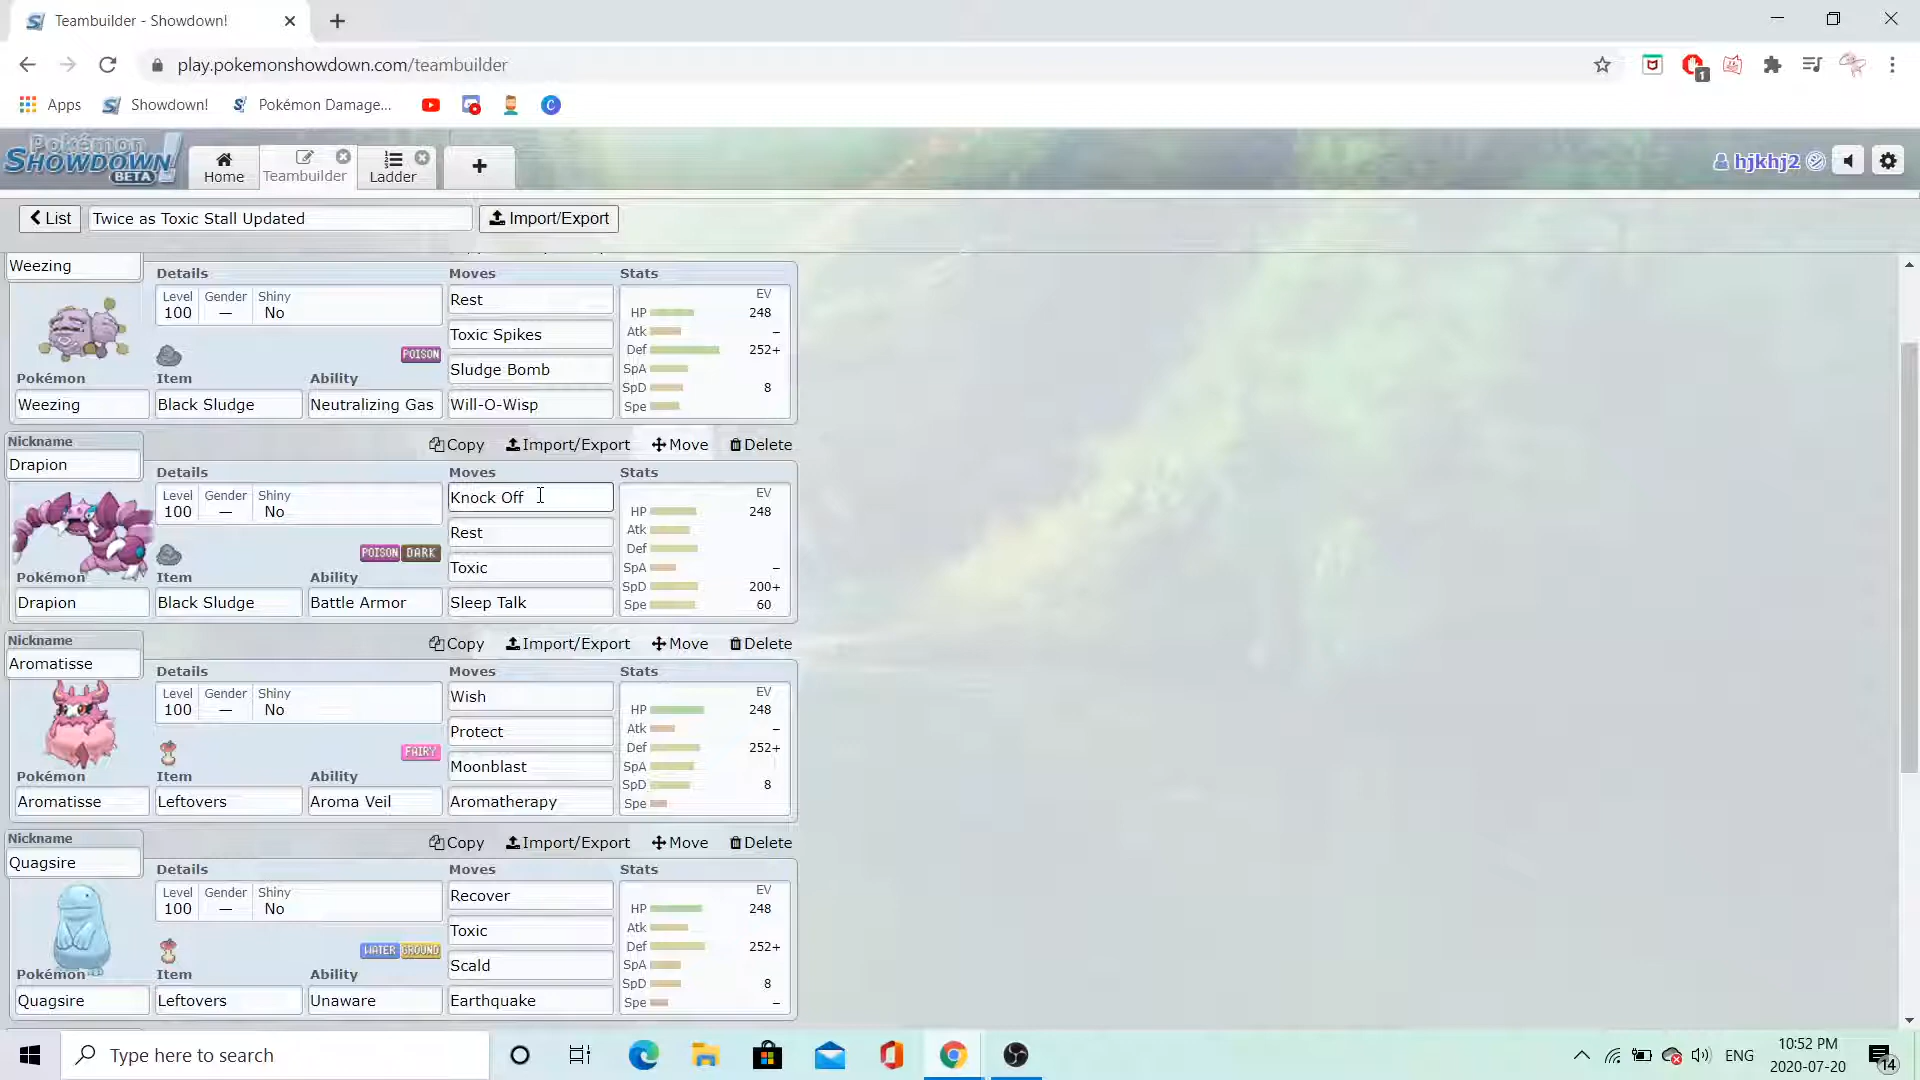 Teambuilder - Showdown!
play.pokemonshowdown.com/teambuilder
1
Apps Showdown! Pokémon Damage... C
Pokémon
SHOWDOWN!
BETA
Home Teambuilder Ladder
hjkhj2
List Twice as Toxic Stall Updated Import/Export
Weezing
Details Moves Stats
Level Gender Shiny
100 — No
Rest
Toxic Spikes
Sludge Bomb
Will-O-Wisp
EV
HP 248
Atk –
Def 252+
SpA
SpD 8
Spe
POISON
Pokémon Item Ability
Weezing Black Sludge Neutralizing Gas
Copy Import/Export Move Delete
Nickname
Drapion
Details Moves Stats
Level Gender Shiny
100 — No
Knock Off
Rest
Toxic
Sleep Talk
EV
HP 248
Atk
Def
SpA –
SpD 200+
Spe 60
POISON DARK
Pokémon Item Ability
Drapion Black Sludge Battle Armor
Copy Import/Export Move Delete
Nickname
Aromatisse
Details Moves Stats
Level Gender Shiny
100 — No
Wish
Protect
Moonblast
Aromatherapy
EV
HP 248
Atk –
Def 252+
SpA
SpD 8
Spe
FAIRY
Pokémon Item Ability
Aromatisse Leftovers Aroma Veil
Copy Import/Export Move Delete
Nickname
Quagsire
Details Moves Stats
Level Gender Shiny
100 — No
Recover
Toxic
Scald
Earthquake
EV
HP 248
Atk
Def 252+
SpA
SpD 8
Spe –
WATER GROUND
Pokémon Item Ability
Quagsire Leftovers Unaware
Type here to search
ENG
10:52 PM
2020-07-20
14